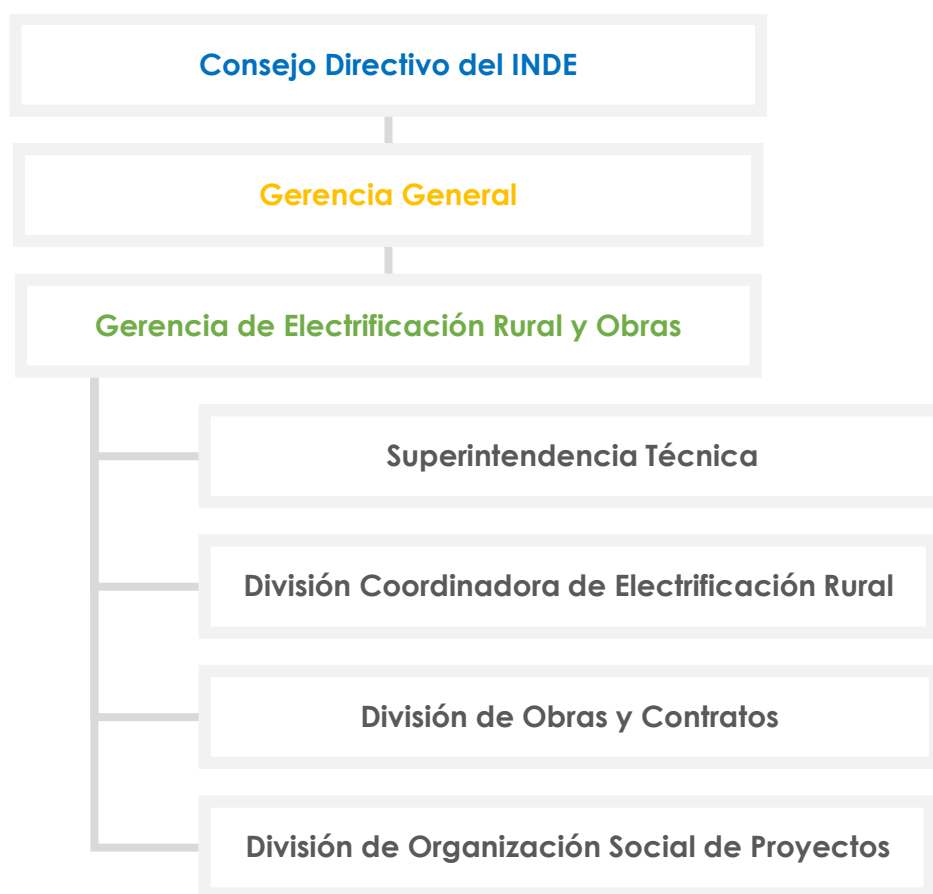 Consejo Directivo del INDE
Gerencia General
Gerencia de Electrificación Rural y Obras
Superintendencia Técnica
División Coordinadora de Electrificación Rural
División de Obras y Contratos
División de Organización Social de Proyectos